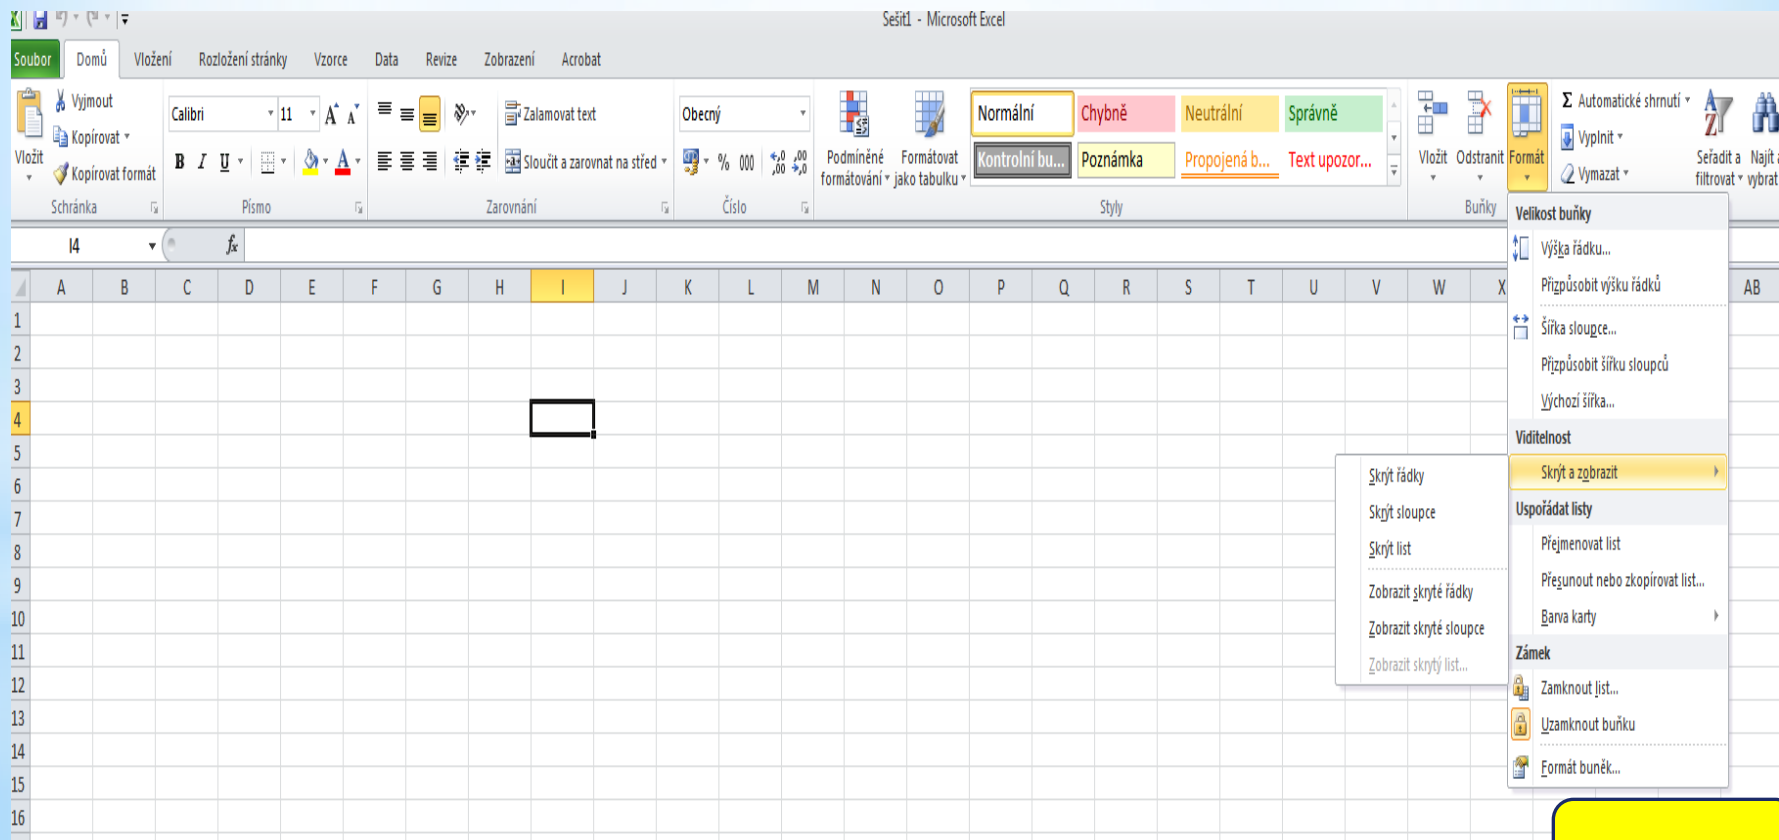 Sešit1 - Microsoft Excel
Soubor Domů Vložení Rozložení stránky Vzorce Data Revize Zobrazení Acrobat
Vložit
Vyjmout
Kopírovat
Kopírovat formát
Schránka
Calibri 11
B I U A
Písmo
Zalamovat text
Sloučit a zarovnat na střed
Zarovnání
Obecný
% 000 ,0 ,00 ,00 ,0
Číslo
Podmíněné formátování
Formátovat jako tabulku
Normální Chybně Neutrální Správně
Kontrolní bu... Poznámka Propojená b... Text upozor...
Styly
Vložit Odstranit Formát
Buňky
Σ Automatické shrnutí
Vyplnit
Vymazat
Seřadit a filtrovat
Najít a vybrat
I4 fx
A B C D E F G H I J K L M N O P Q R S T U V W X AB
1
2
3
4
5
6
7
8
9
10
11
12
13
14
15
16
Velikost buňky
Výška řádku...
Přizpůsobit výšku řádků
Šířka sloupce...
Přizpůsobit šířku sloupců
Výchozí šířka...
Viditelnost
Skrýt a zobrazit
Uspořádat listy
Přejmenovat list
Přesunout nebo zkopírovat list...
Barva karty
Zámek
Zamknout list...
Uzamknout buňku
Formát buněk...
Skrýt řádky
Skrýt sloupce
Skrýt list
Zobrazit skryté řádky
Zobrazit skryté sloupce
Zobrazit skrytý list...